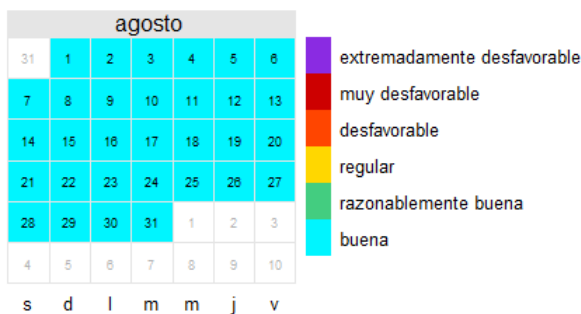 agosto
31 1 2 3 4 5 6
7 8 9 10 11 12 13
14 15 16 17 18 19 20
21 22 23 24 25 26 27
28 29 30 31 1 2 3
4 5 6 7 8 9 10
s d l m m j v
extremadamente desfavorable
muy desfavorable
desfavorable
regular
razonablemente buena
buena